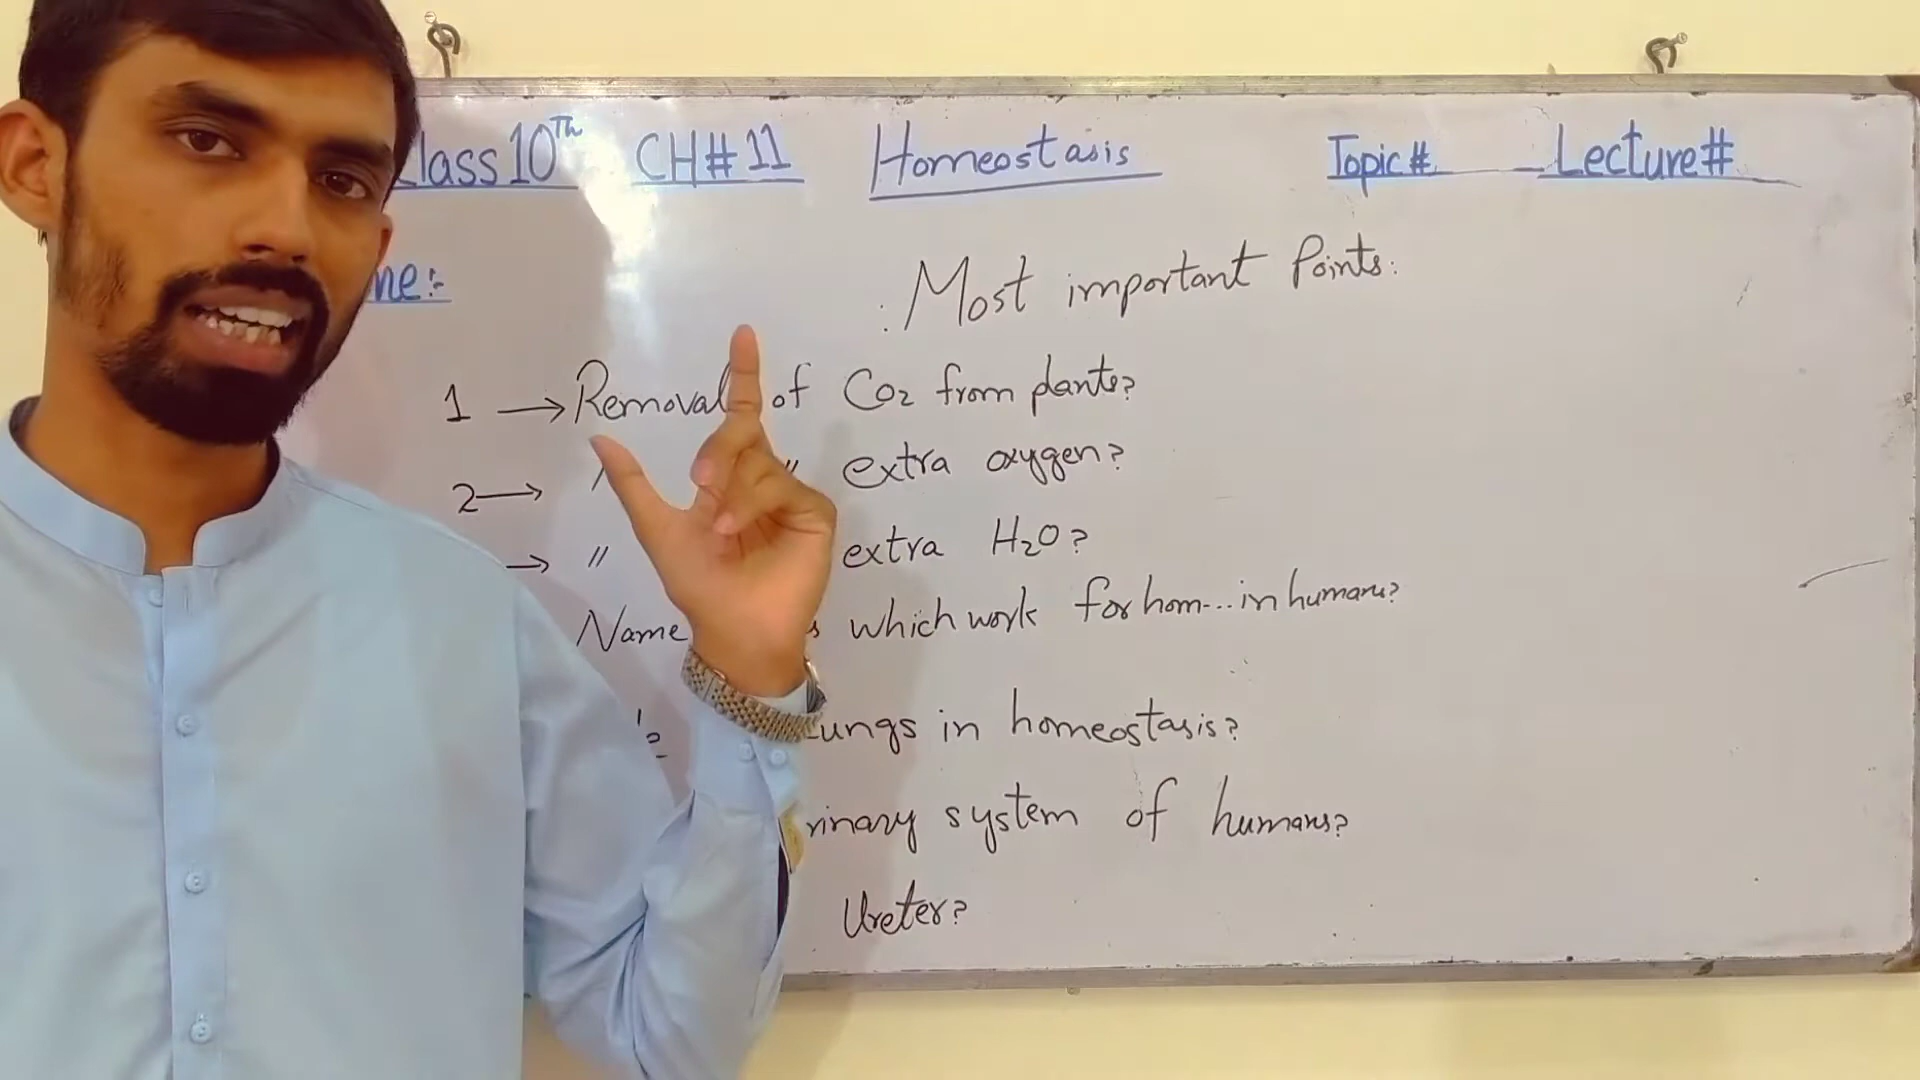 lass 10Th CH#11 Homeostasis Topic# Lecture#
ne:-
: Most important Points:
1 → Removal of CO2 from plants?
2 → " extra oxygen?
→ " extra H2O?
Name which work for hom... in humans?
Lungs in homeostasis?
rinary system of humans?
Ureter?